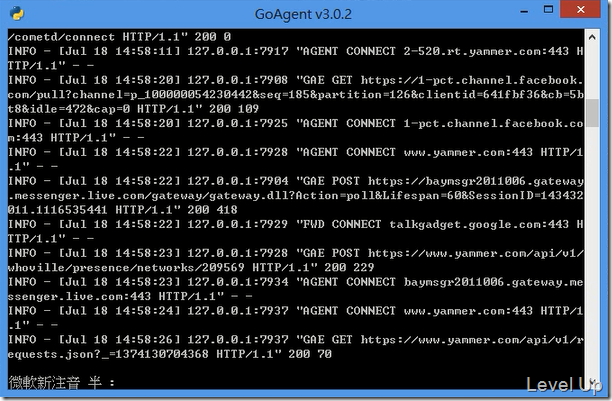 GoAgent v3.0.2
/cometd/connect HTTP/1.1" 200 0
INFO - [Jul 18 14:58:11] 127.0.0.1:7917 "AGENT CONNECT 2-520.rt.yammer.com:443 H
TTP/1.1" - -
INFO - [Jul 18 14:58:20] 127.0.0.1:7908 "GAE GET https://1-pct.channel.facebook.
com/pull?channel=p_100000054230442&seq=185&partition=126&clientid=641fbf36&cb=5b
t8&idle=472&cap=0 HTTP/1.1" 200 109
INFO - [Jul 18 14:58:20] 127.0.0.1:7925 "AGENT CONNECT 1-pct.channel.facebook.co
m:443 HTTP/1.1" - -
INFO - [Jul 18 14:58:22] 127.0.0.1:7928 "AGENT CONNECT www.yammer.com:443 HTTP/1
.1" - -
INFO - [Jul 18 14:58:22] 127.0.0.1:7904 "GAE POST https://baymsgr2011006.gateway
.messenger.live.com/gateway/gateway.dll?Action=poll&Lifespan=60&SessionID=143432
011.1116535441 HTTP/1.1" 200 418
INFO - [Jul 18 14:58:22] 127.0.0.1:7929 "FWD CONNECT talkgadget.google.com:443 H
TTP/1.1" - -
INFO - [Jul 18 14:58:23] 127.0.0.1:7928 "GAE POST https://www.yammer.com/api/v1/
whoville/presence/networks/209569 HTTP/1.1" 200 229
INFO - [Jul 18 14:58:23] 127.0.0.1:7934 "AGENT CONNECT baymsgr2011006.gateway.me
ssenger.live.com:443 HTTP/1.1" - -
INFO - [Jul 18 14:58:24] 127.0.0.1:7937 "AGENT CONNECT www.yammer.com:443 HTTP/1
.1" - -
INFO - [Jul 18 14:58:26] 127.0.0.1:7937 "GAE GET https://www.yammer.com/api/v1/r
equests.json?_=1374130704368 HTTP/1.1" 200 70
微軟新注音 半 :
Level Up